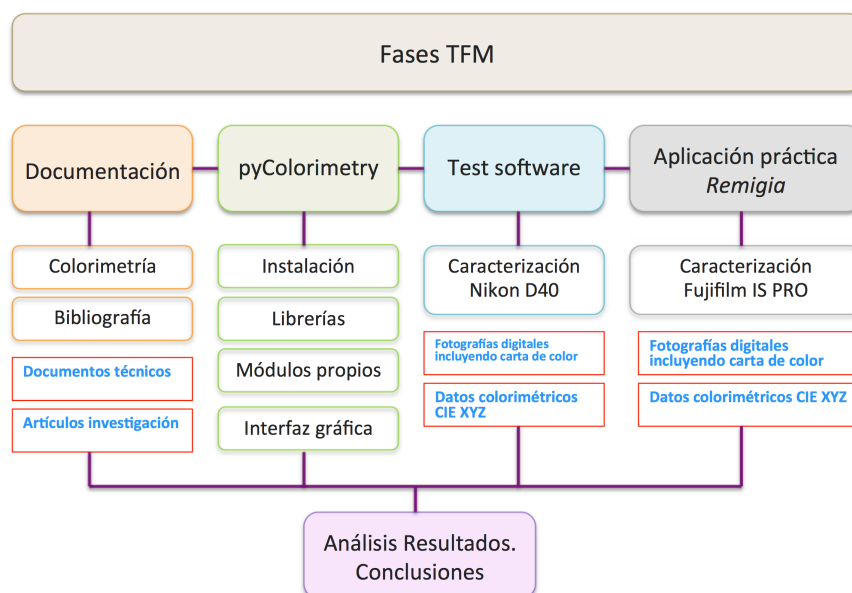 Fases TFM
Documentación
pyColorimetry
Test software
Aplicación práctica
Remigia
Colorimetría
Bibliografía
Documentos técnicos
Artículos investigación
Instalación
Librerías
Módulos propios
Interfaz gráfica
Caracterización
Nikon D40
Fotografías digitales
incluyendo carta de color
Datos colorimétricos
CIE XYZ
Caracterización
Fujifilm IS PRO
Fotografías digitales
incluyendo carta de color
Datos colorimétricos CIE XYZ
Análisis Resultados.
Conclusiones